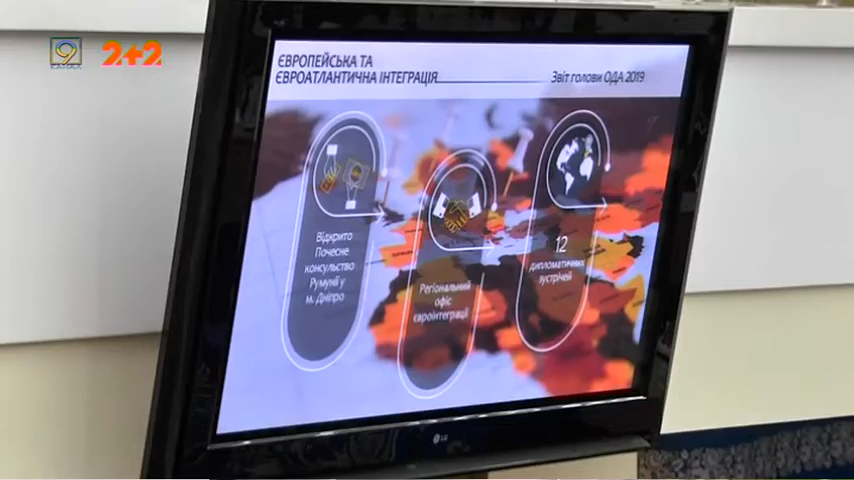 9
КАНАЛ
2+2
ЄВРОПЕЙСЬКА ТА
ЄВРОАТЛАНТИЧНА ІНТЕГРАЦІЯ
Звіт голови ОДА 2019
Відкрито
Почесне
консульство
Румунії у
м. Дніпро
Регіональний
офіс
євроінтеграції
12
дипломатичних
зустрічей
LG